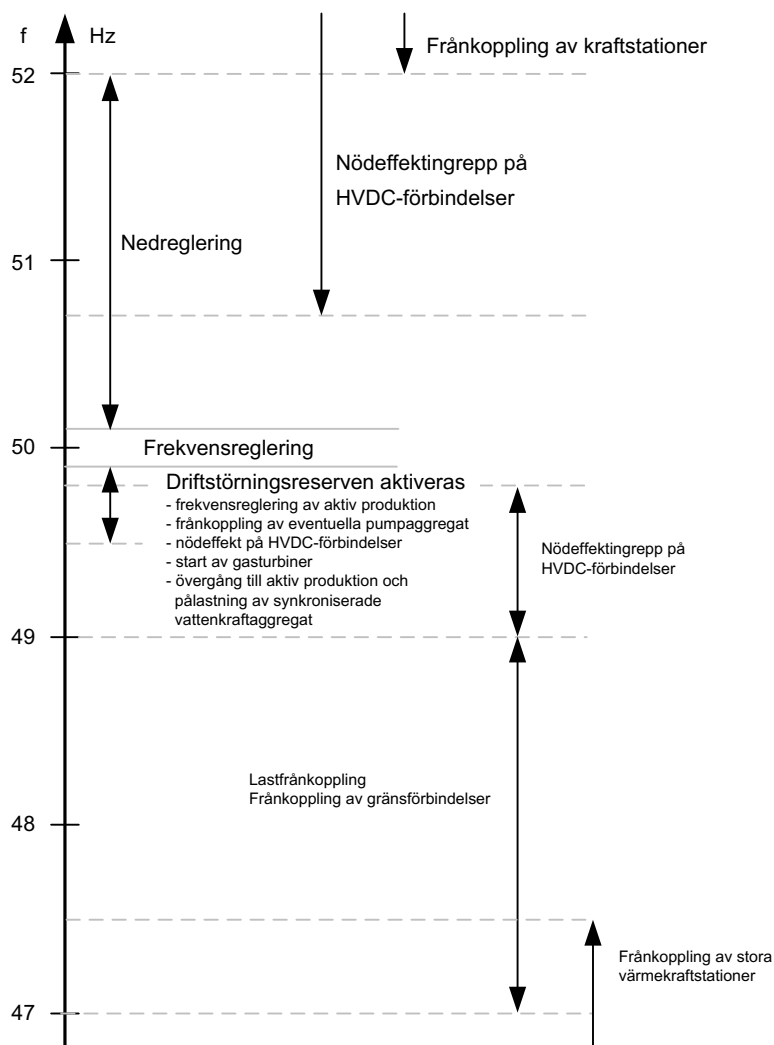 f Hz
Frånkoppling av kraftstationer
52
Nödeffektingrepp på
HVDC-förbindelser
Nedreglering
51
50
Frekvensreglering
Driftstörningsreserven aktiveras
- frekvensreglering av aktiv produktion
- frånkoppling av eventuella pumpaggregat
- nödeffekt på HVDC-förbindelser
- start av gasturbiner
- övergång till aktiv produktion och
pålastning av synkroniserade
vattenkraftaggregat
Nödeffektingrepp på
HVDC-förbindelser
49
Lastfrånkoppling
Frånkoppling av gränsförbindelser
48
Frånkoppling av stora
värmekraftstationer
47